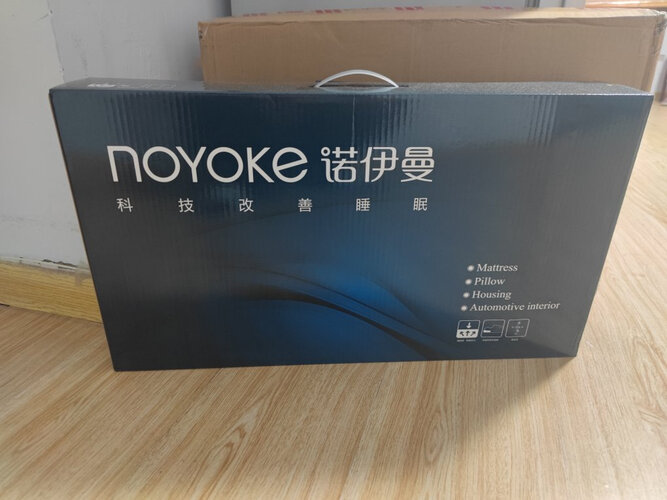 noyoke 诺伊曼
科技改善睡眠
Mattress
Pillow
Housing
Automotive interior